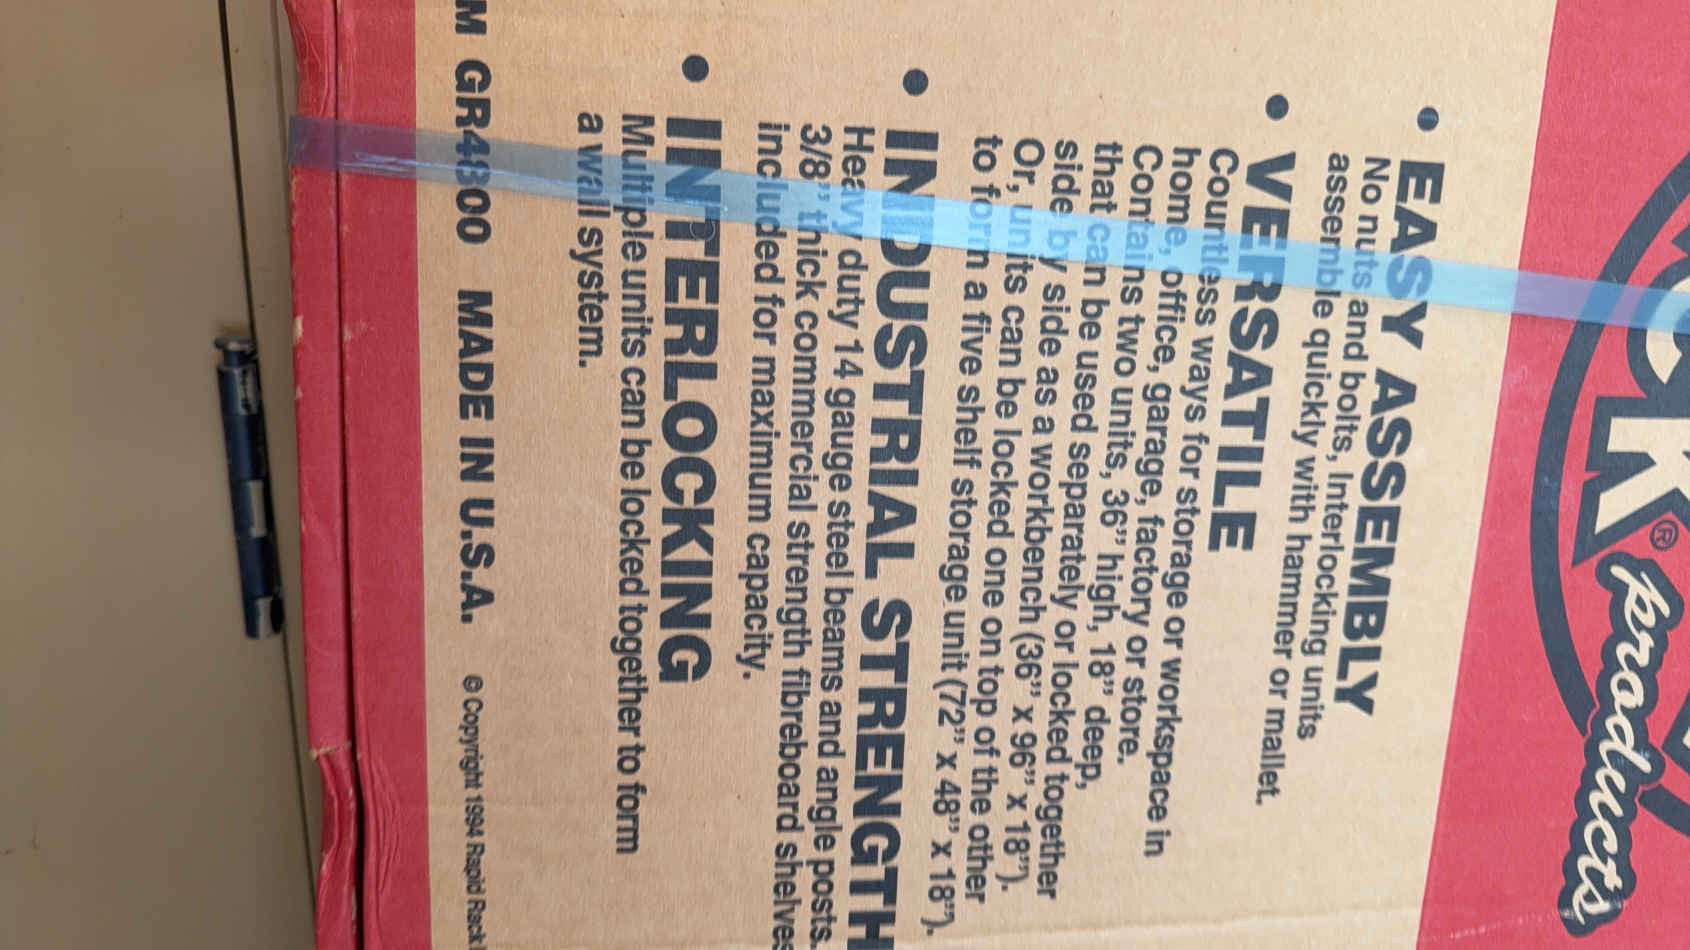 CK®
products
• EASY ASSEMBLY
No nuts and bolts, Interlocking units
assemble quickly with hammer or mallet.
• VERSATILE
Countless ways for storage or workspace in
home, office, garage, factory or store.
Contains two units, 36" high, 18" deep,
that can be used separately or locked together
side by side as a workbench (36" x 96" x 18").
Or, units can be locked one on top of the other
to form a five shelf storage unit (72" x 48" x 18").
• INDUSTRIAL STRENGTH
Heavy duty 14 gauge steel beams and angle posts.
3/8" thick commercial strength fibreboard shelves
included for maximum capacity.
• INTERLOCKING
Multiple units can be locked together to form
a wall system.
M GR4300 MADE IN U.S.A. © Copyright 1994 Rapid Rack